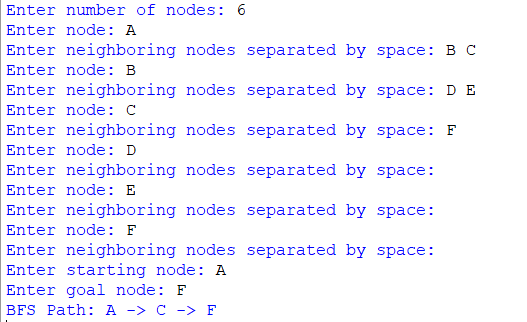 Enter number of nodes: 6
Enter node: A
Enter neighboring nodes separated by space: B C
Enter node: B
Enter neighboring nodes separated by space: D E
Enter node: C
Enter neighboring nodes separated by space: F
Enter node: D
Enter neighboring nodes separated by space:
Enter node: E
Enter neighboring nodes separated by space:
Enter node: F
Enter neighboring nodes separated by space:
Enter starting node: A
Enter goal node: F
BFS Path: A -> C -> F